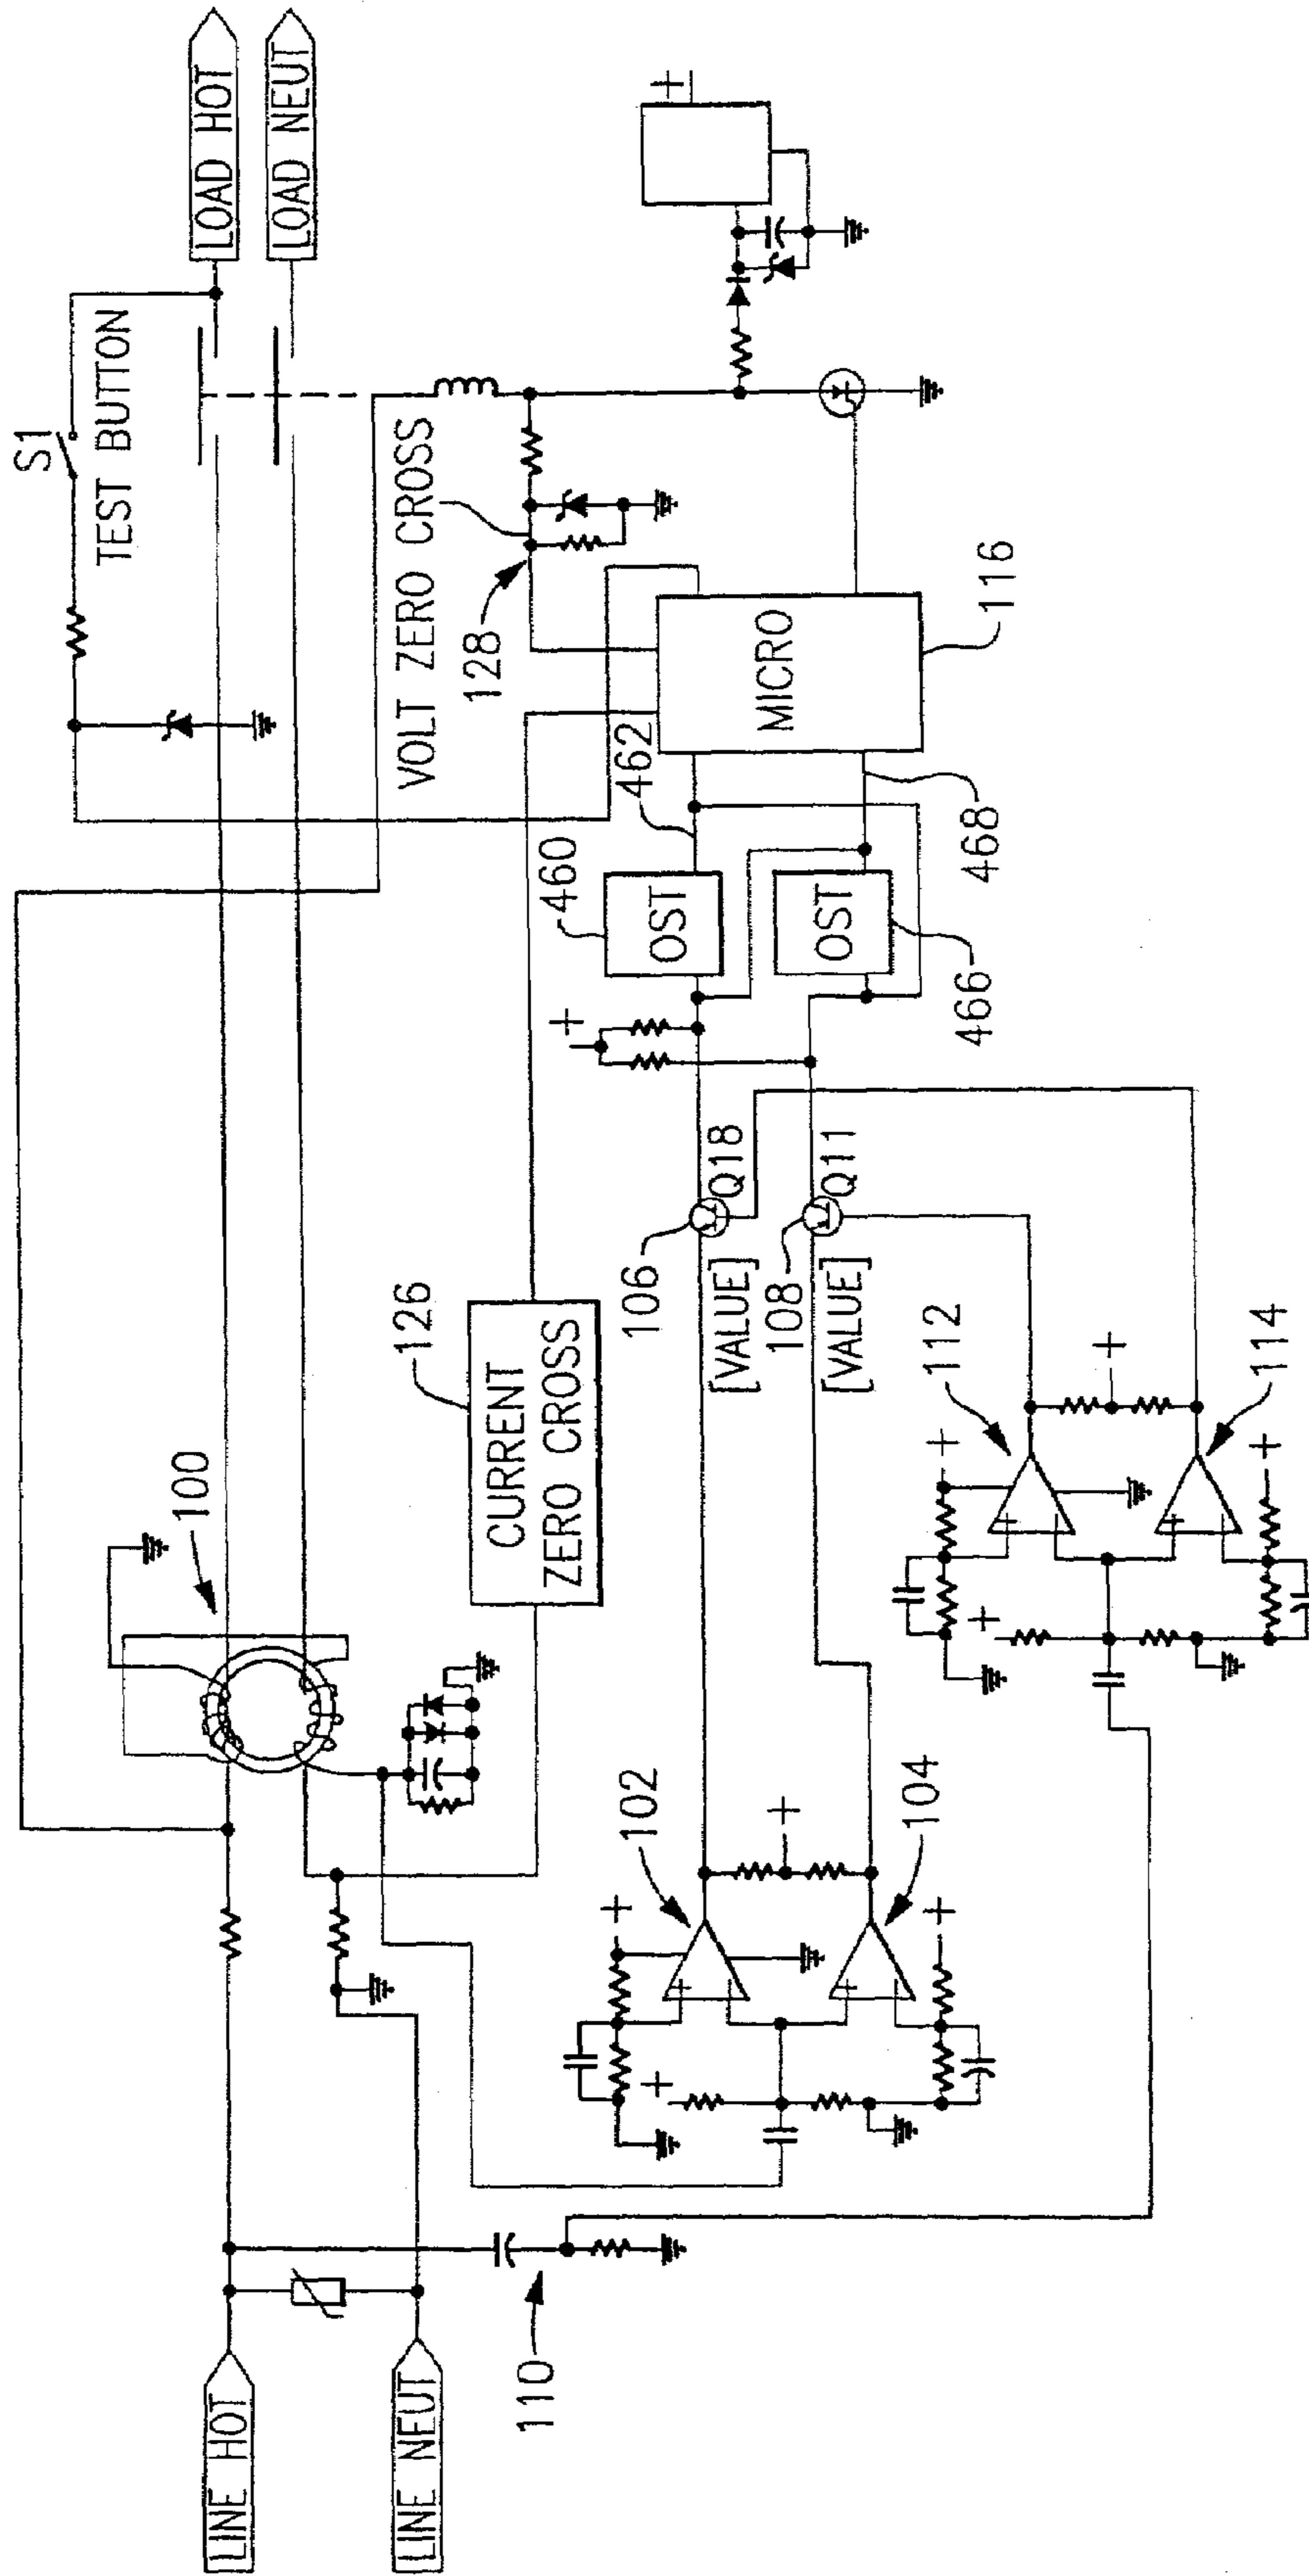 LINE HOT
LINE NEUT
110
100
126
CURRENT
ZERO CROSS
102
104
106
[VALUE]
Q18
108
[VALUE]
Q11
112
114
460
OST
462
OST
466
468
MICRO
116
128
VOLT ZERO CROSS
S1
TEST BUTTON
LOAD HOT
LOAD NEUT